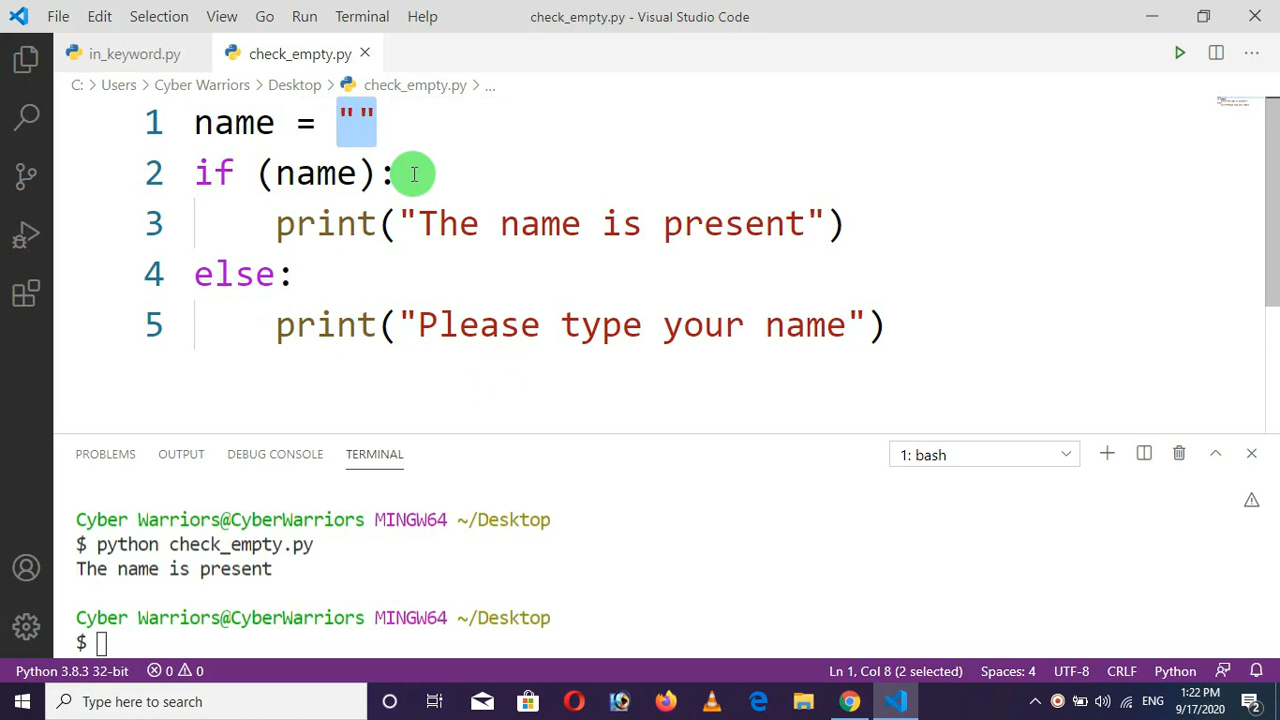 File Edit Selection View Go Run Terminal Help check_empty.py - Visual Studio Code
in_keyword.py check_empty.py
C: > Users > Cyber Warriors > Desktop > check_empty.py > ...
1 name = ""
2 if (name):
3 print("The name is present")
4 else:
5 print("Please type your name")
PROBLEMS OUTPUT DEBUG CONSOLE TERMINAL 1: bash
Cyber Warriors@CyberWarriors MINGW64 ~/Desktop
$ python check_empty.py
The name is present
Cyber Warriors@CyberWarriors MINGW64 ~/Desktop
$
Python 3.8.3 32-bit 0 0 Ln 1, Col 8 (2 selected) Spaces: 4 UTF-8 CRLF Python
Type here to search ENG 1:22 PM
9/17/2020 2